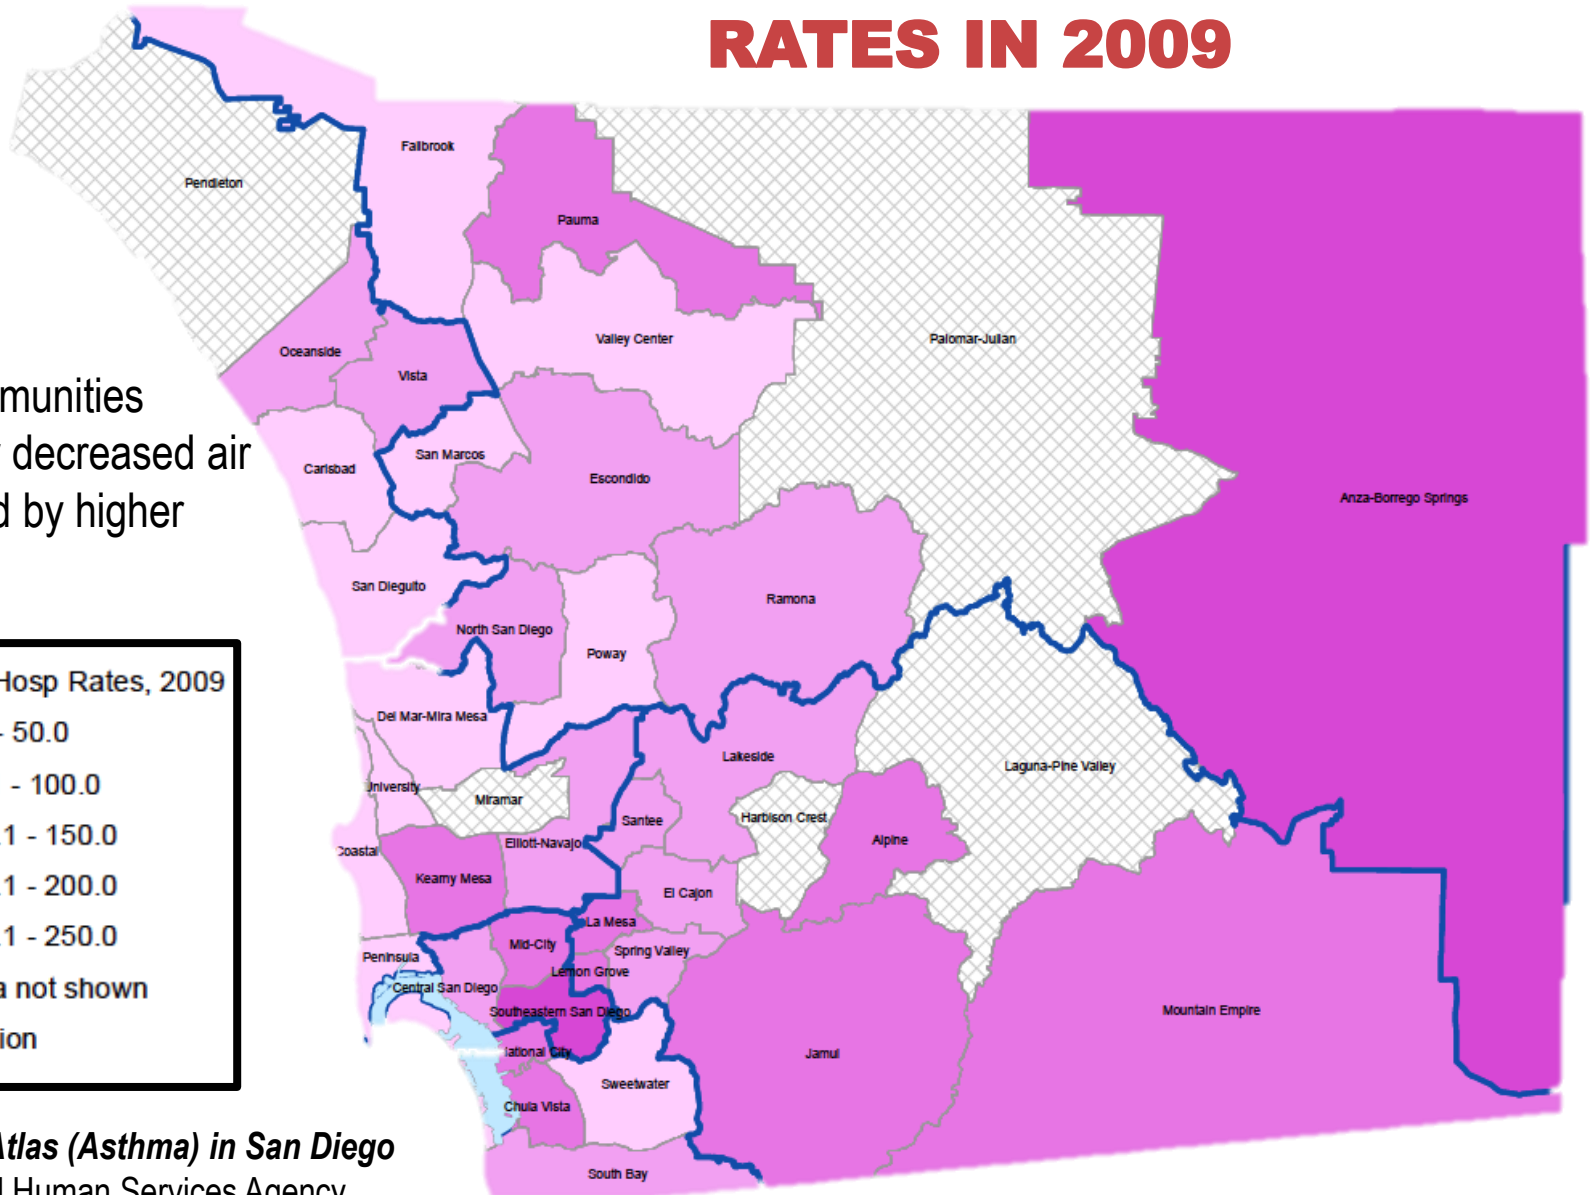 RATES IN 2009
Fallbrook
Pendleton
Pauma
Oceanside
Valley Center
Palomar-Julian
Vista
munities
decreased air
d by higher
Carlsbad
San Marcos
Escondido
Anza-Borrego Springs
San Dieguito
Ramona
North San Diego
Poway
Hosp Rates, 2009
- 50.0
- 100.0
.1 - 150.0
.1 - 200.0
.1 - 250.0
a not shown
ion
Del Mar-Mira Mesa
Lakeside
Laguna-Pine Valley
University
Miramar
Harbison Crest
Santee
Alpine
Elliott-Navajo
Coastal
Kearny Mesa
El Cajon
La Mesa
Mid-City
Spring Valley
Peninsula
Lemon Grove
Central San Diego
Southeastern San Diego
Mountain Empire
National City
Jamul
Sweetwater
Chula Vista
South Bay
Atlas (Asthma) in San Diego
Human Services Agency